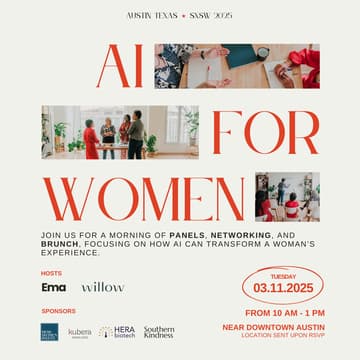 AUSTIN TEXAS ★ SXSW 2025
AI
FOR
WOMEN
JOIN US FOR A MORNING OF PANELS, NETWORKING, AND
BRUNCH, FOCUSING ON HOW AI CAN TRANSFORM A WOMAN'S
EXPERIENCE.
HOSTS
Ema
willow
TUESDAY
03.11.2025
FROM 10 AM - 1 PM
SPONSORS
kubera
HERA
biotech
Southern
Kindness
NEAR DOWNTOWN AUSTIN
LOCATION SENT UPON RSVP